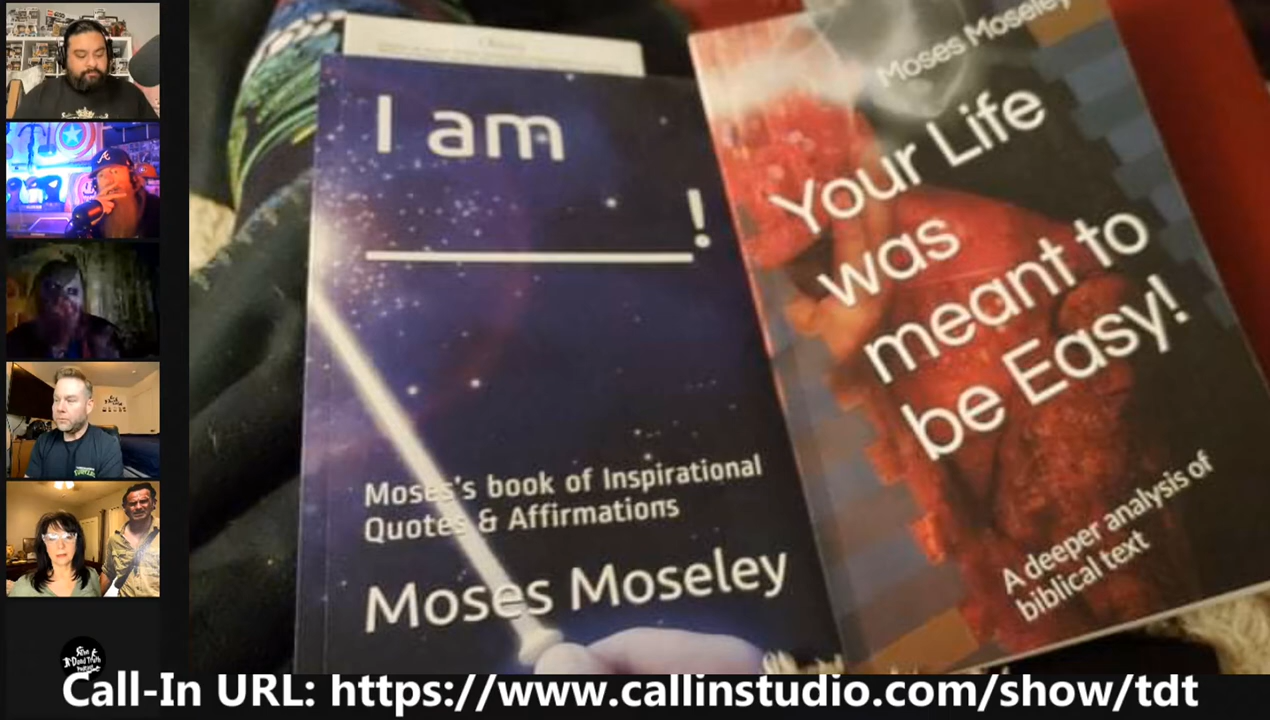 I am
!
Moses's book of Inspirational
Quotes & Affirmations
Moses Moseley
Moses Moseley
Your Life
was
meant to
be Easy!
A deeper analysis of
biblical text
Call-In URL: https://www.callinstudio.com/show/tdt